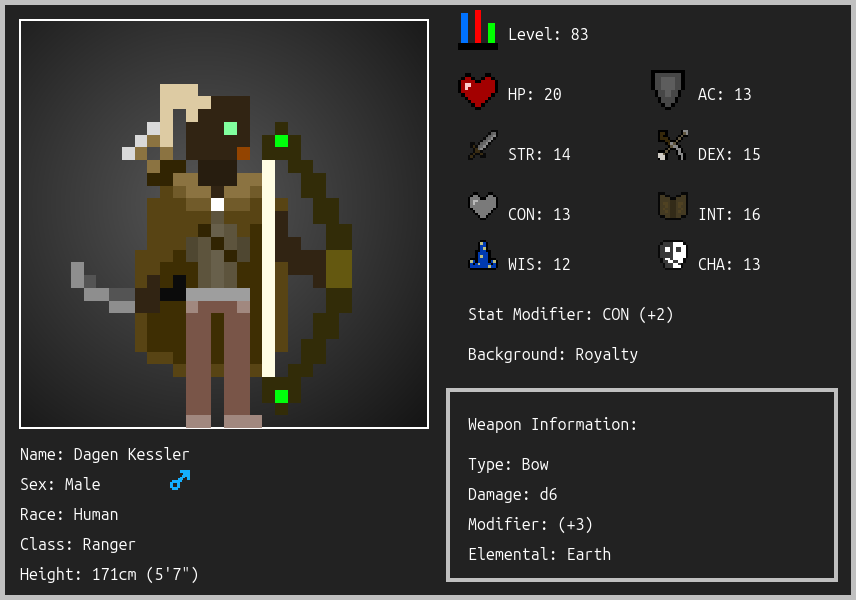 Level: 83
HP: 20
AC: 13
STR: 14
DEX: 15
CON: 13
INT: 16
WIS: 12
CHA: 13
Stat Modifier: CON (+2)
Background: Royalty
Weapon Information:
Type: Bow
Damage: d6
Modifier: (+3)
Elemental: Earth
Name: Dagen Kessler
Sex: Male
Race: Human
Class: Ranger
Height: 171cm (5'7")